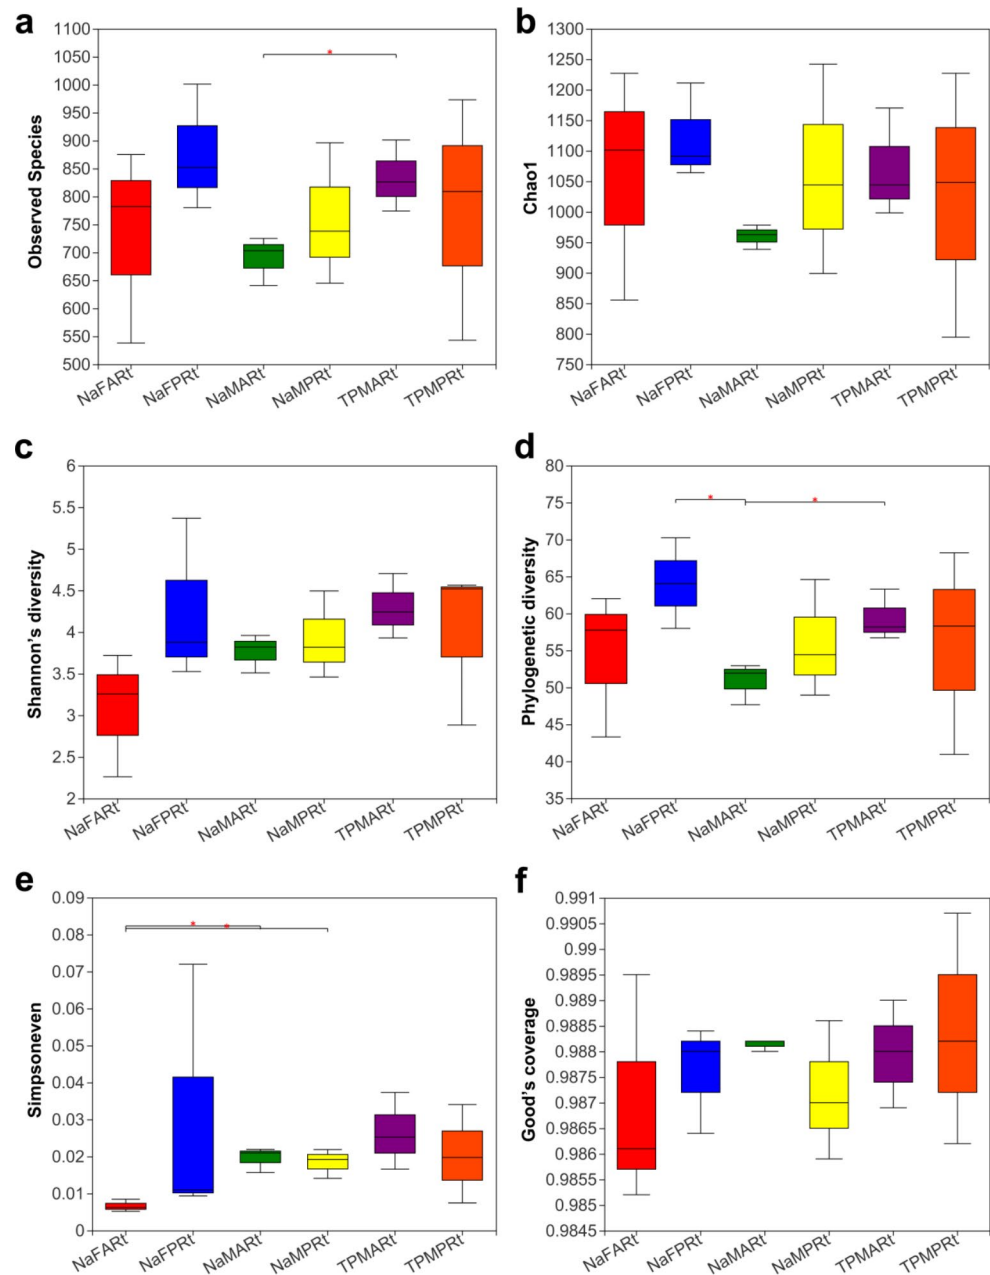 a
Observed Species
1100
1050
1000
950
900
850
800
750
700
650
600
550
500
*
NaFARt
NaFPRt
NaMARt
NaMPRt
TPMARt
TPMPRt
b
Chao1
1300
1250
1200
1150
1100
1050
1000
950
900
850
800
750
NaFARt
NaFPRt
NaMARt
NaMPRt
TPMARt
TPMPRt
c
Shannon's diversity
6
5.5
5
4.5
4
3.5
3
2.5
2
NaFARt
NaFPRt
NaMARt
NaMPRt
TPMARt
TPMPRt
d
Phylogenetic diversity
80
75
70
65
60
55
50
45
40
35
* *
NaFARt
NaFPRt
NaMARt
NaMPRt
TPMARt
TPMPRt
e
Simpsoneven
0.09
0.08
0.07
0.06
0.05
0.04
0.03
0.02
0.01
0
* *
NaFARt
NaFPRt
NaMARt
NaMPRt
TPMARt
TPMPRt
f
Good's coverage
0.991
0.9905
0.99
0.9895
0.989
0.9885
0.988
0.9875
0.987
0.9865
0.986
0.9855
0.985
0.9845
NaFARt
NaFPRt
NaMARt
NaMPRt
TPMARt
TPMPRt